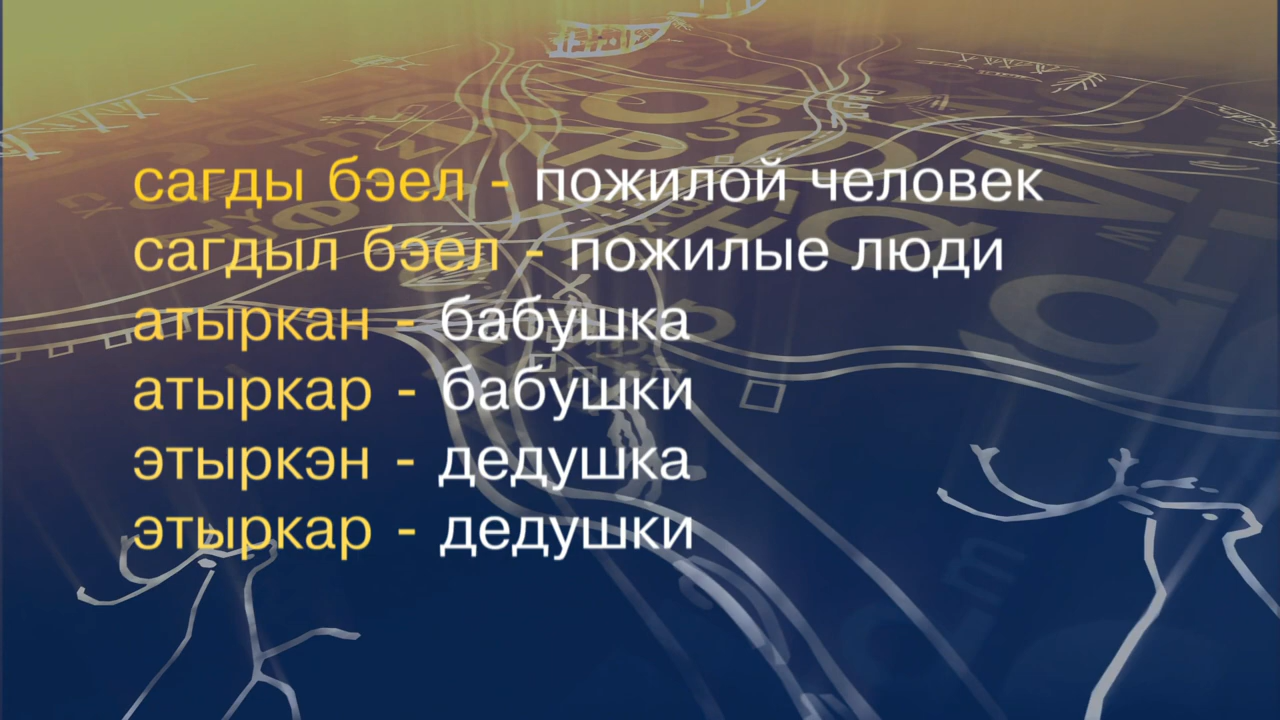 сагды бэел - пожилой человек
сагдыл бэел - пожилые люди
атыркан - бабушка
атыркар - бабушки
этыркэн - дедушка
этыркар - дедушки